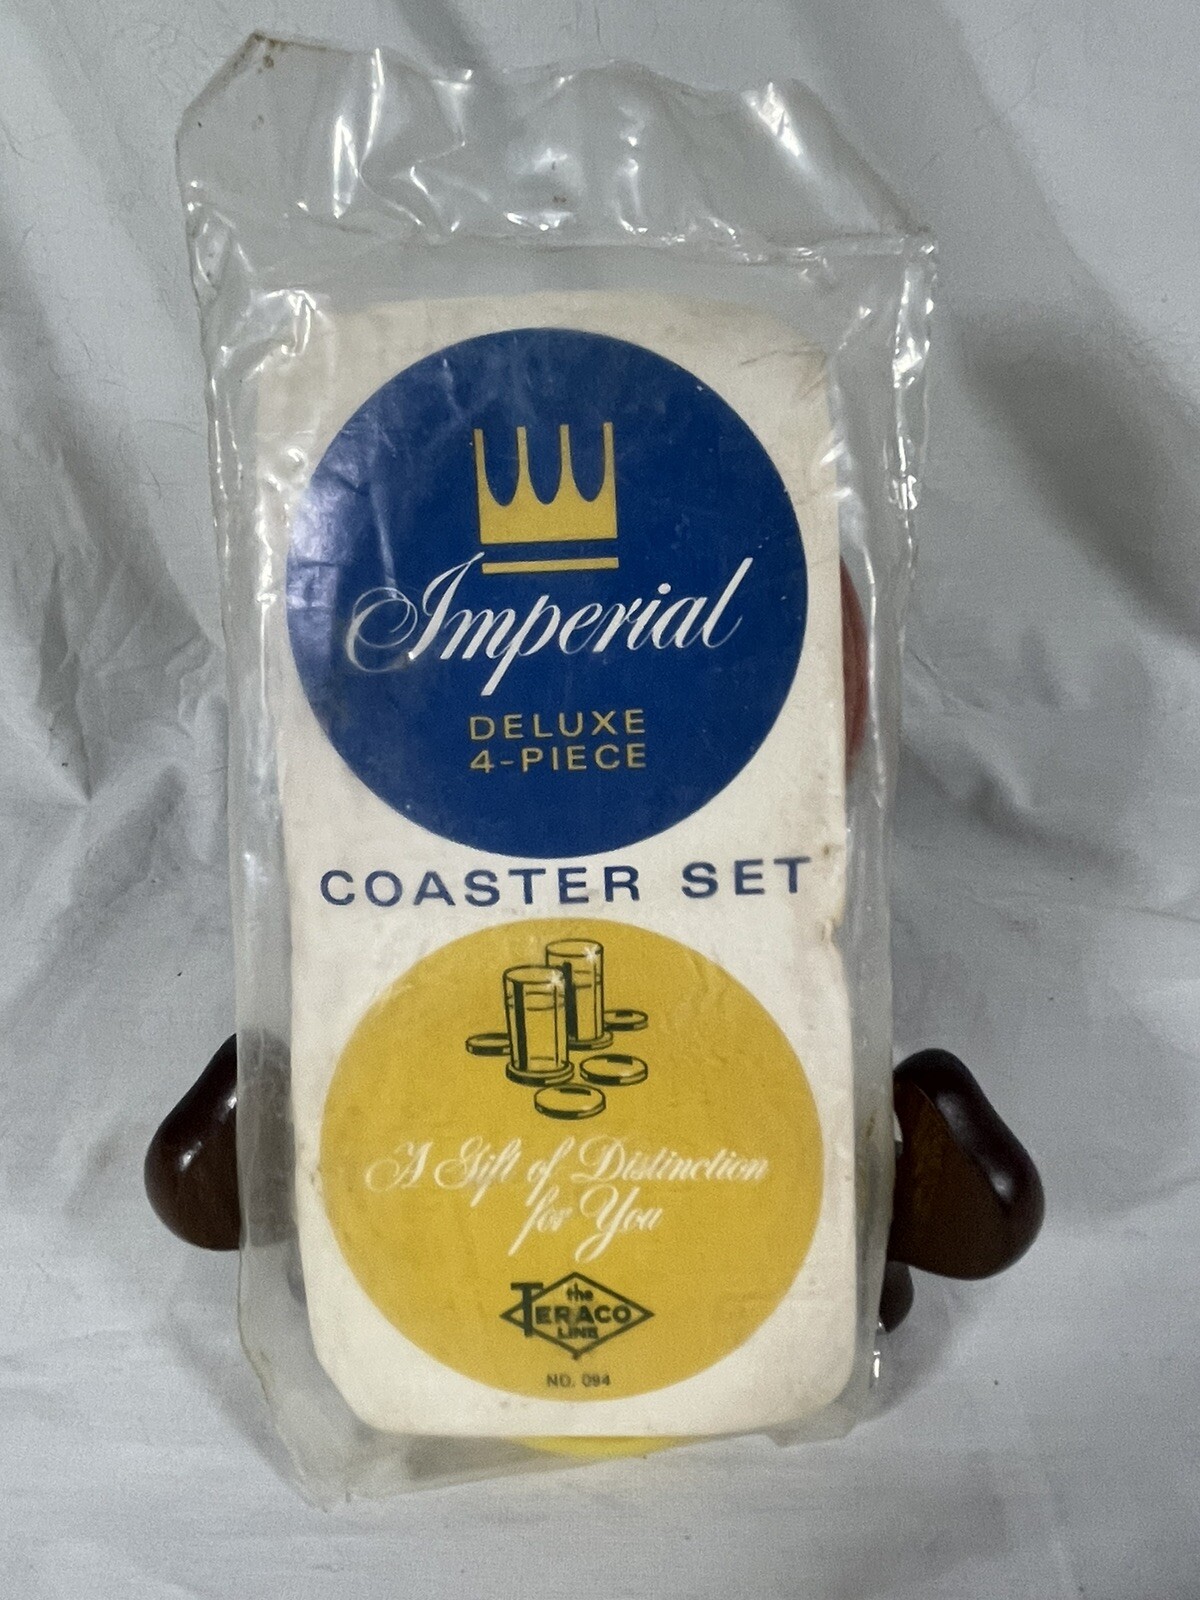 Imperial
DELUXE
4-PIECE
COASTER SET
A Gift of Distinction
for You
the
TERACO
LINE
NO. 094